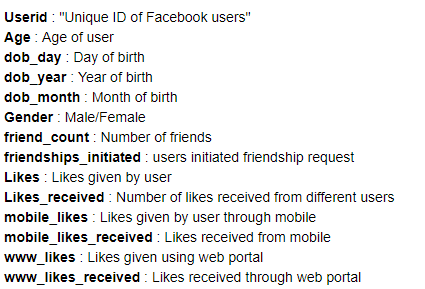 Userid : "Unique ID of Facebook users"
Age : Age of user
dob_day : Day of birth
dob_year : Year of birth
dob_month : Month of birth
Gender : Male/Female
friend_count : Number of friends
friendships_initiated : users initiated friendship request
Likes : Likes given by user
Likes_received : Number of likes received from different users
mobile_likes : Likes given by user through mobile
mobile_likes_received : Likes received from mobile
www_likes : Likes given using web portal
www_likes_received : Likes received through web portal